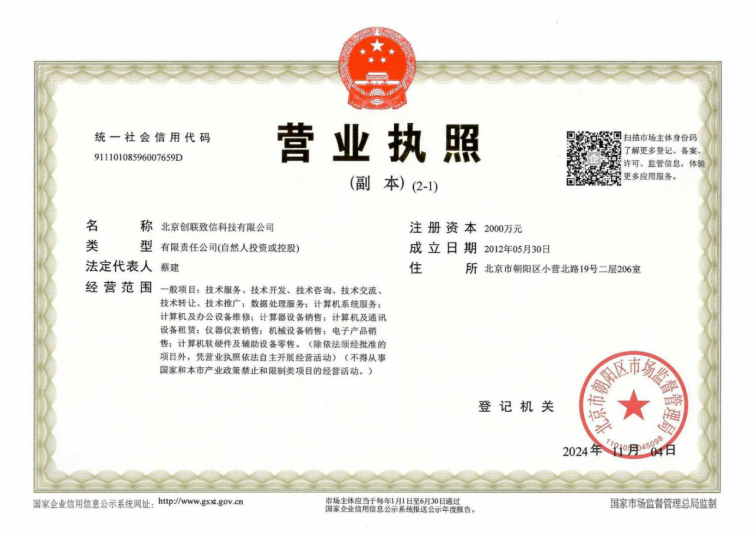 统一社会信用代码
91110108596007659D
营业执照
(副 本) (2-1)
扫描市场主体身份码
了解更多登记、备案、
许可、监管信息，体验
更多应用服务。
名 称 北京创联致信科技有限公司
类 型 有限责任公司(自然人投资或控股)
法定代表人 蔡建
经营范围 一般项目：技术服务、技术开发、技术咨询、技术交流、
技术转让、技术推广；数据处理服务；计算机系统服务；
计算机及办公设备维修；计算器设备销售；计算机及通讯
设备租赁；仪器仪表销售；机械设备销售；电子产品销
售；计算机软硬件及辅助设备零售。（除依法须经批准的
项目外，凭营业执照依法自主开展经营活动）（不得从事
国家和本市产业政策禁止和限制类项目的经营活动。）
注册资本 2000万元
成立日期 2012年05月30日
住 所 北京市朝阳区小营北路19号二层206室
登记机关
北京市朝阳区市场监督管理局
2024年 11月 04日
国家企业信用信息公示系统网址：http://www.gsxt.gov.cn
市场主体应当于每年1月1日至6月30日通过
国家企业信用信息公示系统报送公示年度报告。
国家市场监督管理总局监制